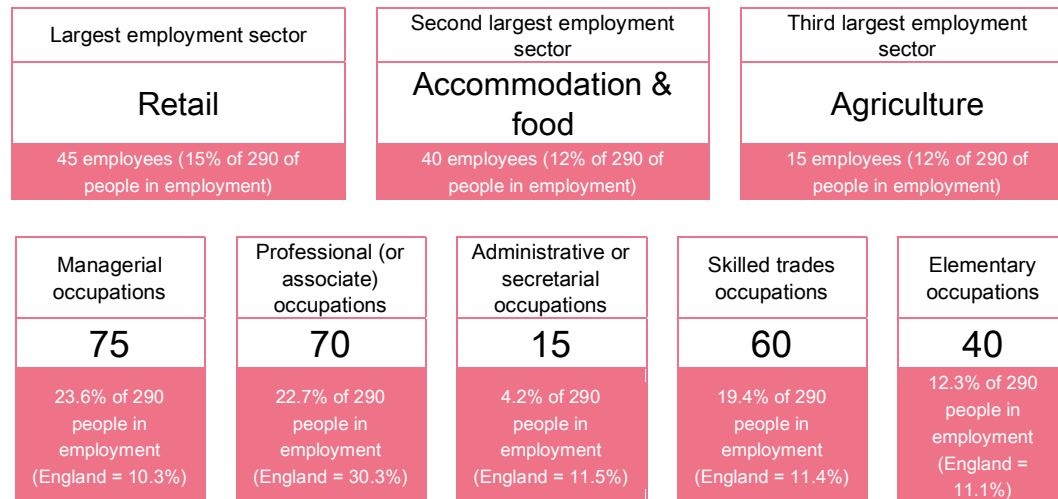 Largest employment sector
Retail
45 employees (15% of 290 of
people in employment)
Second largest employment
sector
Accommodation &
food
40 employees (12% of 290 of
people in employment)
Third largest employment
sector
Agriculture
15 employees (12% of 290 of
people in employment)
Managerial
occupations
75
23.6% of 290
people in
employment
(England = 10.3%)
Professional (or
associate)
occupations
70
22.7% of 290
people in
employment
(England = 30.3%)
Administrative or
secretarial
occupations
15
4.2% of 290
people in
employment
(England = 11.5%)
Skilled trades
occupations
60
19.4% of 290
people in
employment
(England = 11.4%)
Elementary
occupations
40
12.3% of 290
people in
employment
(England =
11.1%)